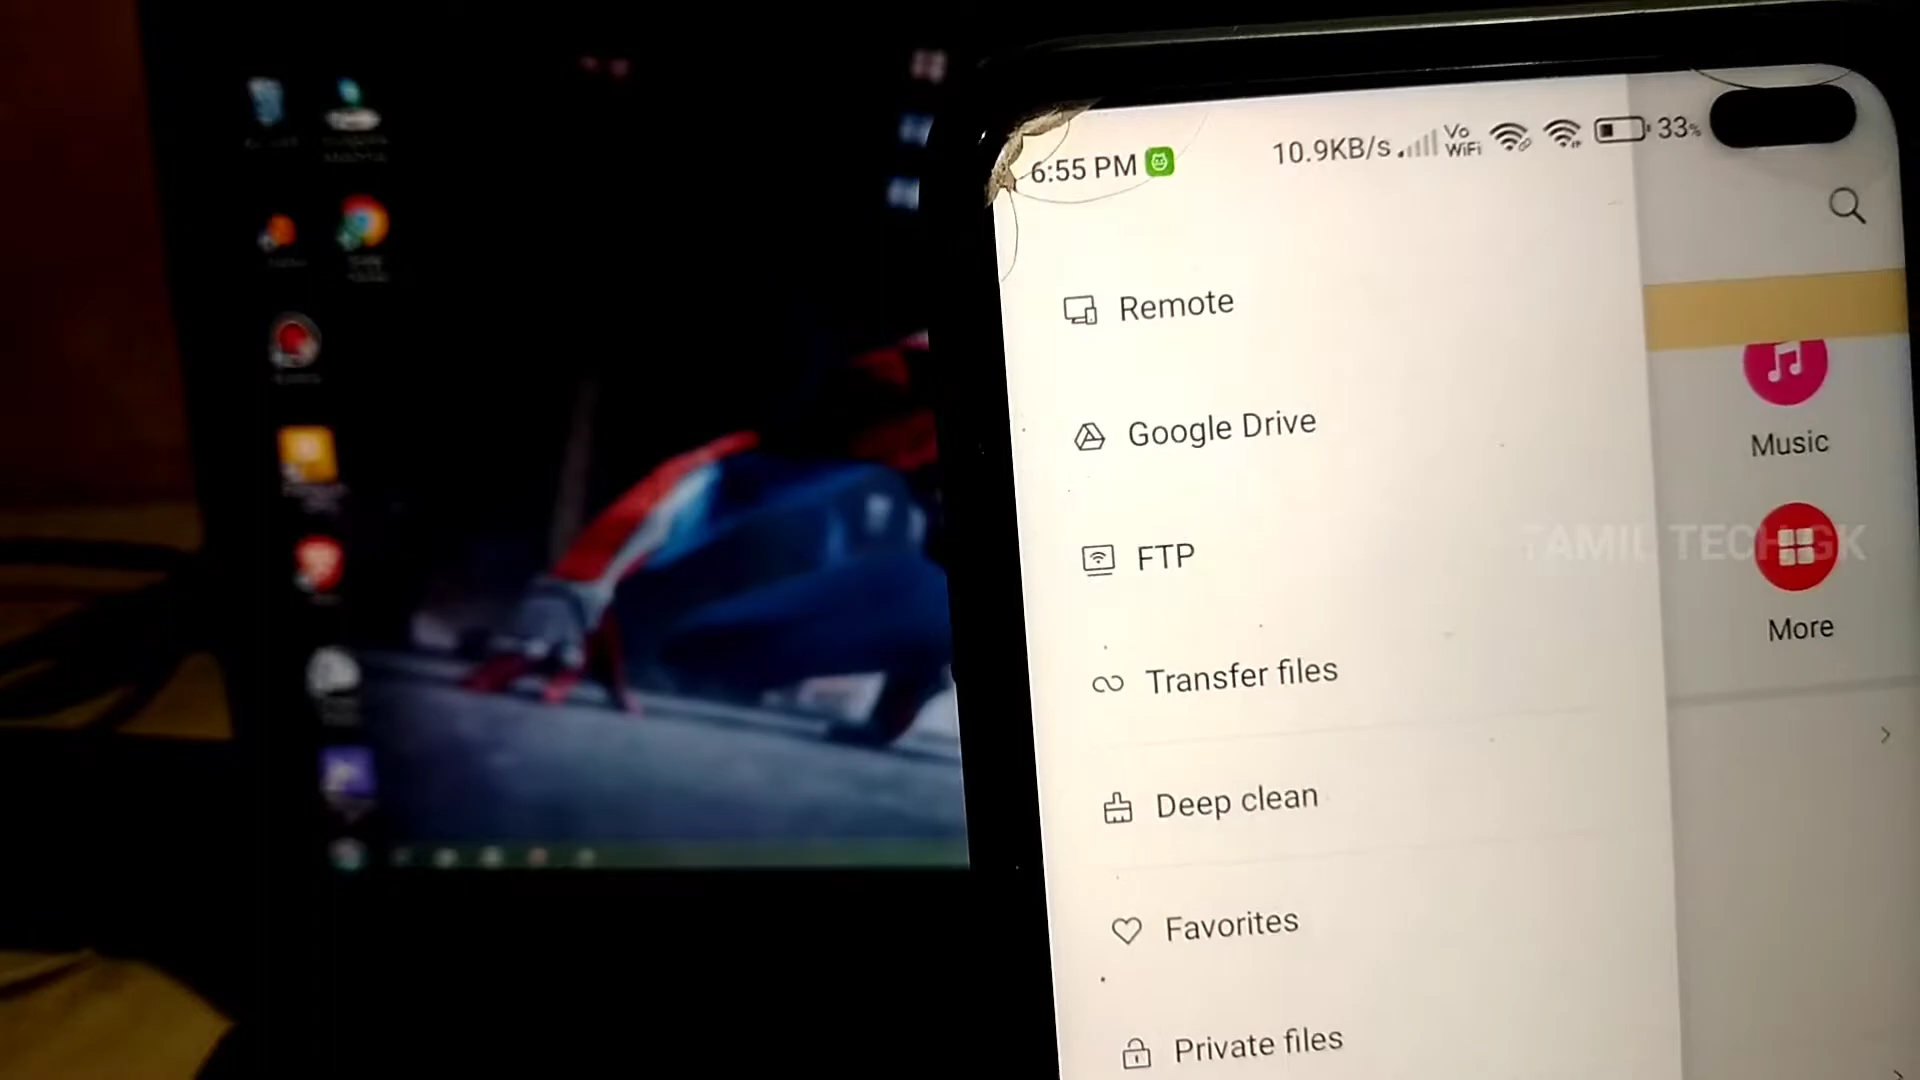 6:55 PM 10.9KB/s Vo WiFi 33%
Remote
Google Drive
Music
FTP
TAMIL TECH GK
More
Transfer files
Deep clean
Favorites
Private files